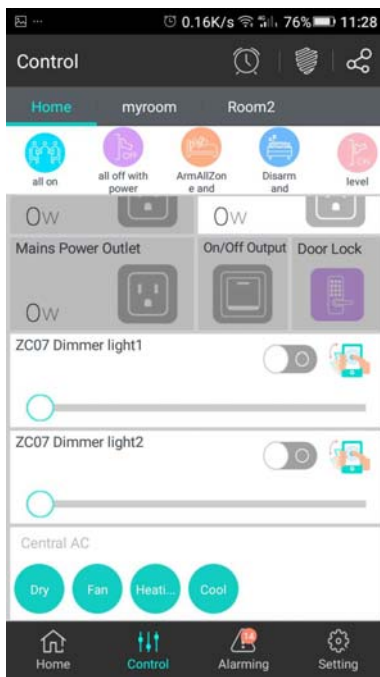 ... 0.16K/s 76% 11:28
Control
Home myroom Room2
all on
all off with
power
OFF
ArmAllZon
e and
Disarm
and
level
ON
0W 0W
Mains Power Outlet On/Off Output Door Lock
0W
ZC07 Dimmer light1
ZC07 Dimmer light2
Central AC
Dry Fan Heati... Cool
14
Home Control Alarming Setting